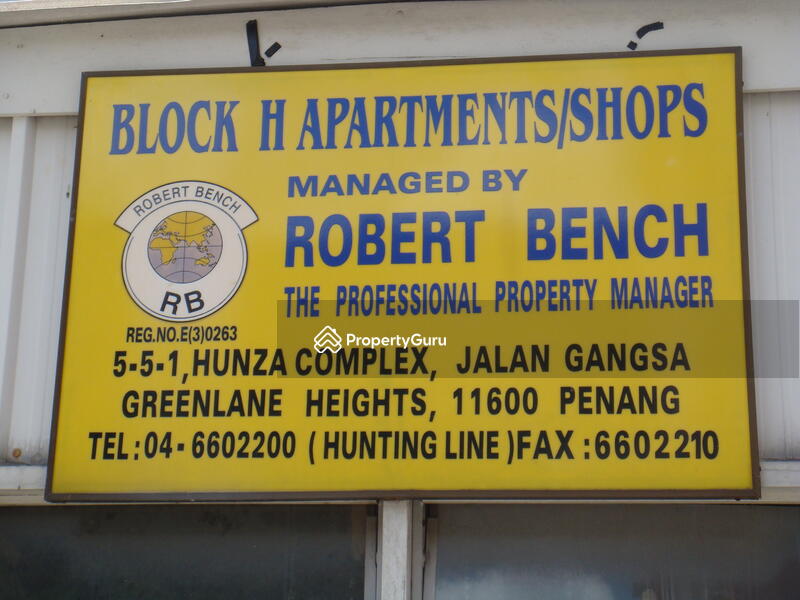 BLOCK H APARTMENTS/SHOPS
MANAGED BY
ROBERT BENCH
THE PROFESSIONAL PROPERTY MANAGER
ROBERT BENCH
RB
REG.NO.E(3)0263
PropertyGuru
5-5-1, HUNZA COMPLEX, JALAN GANGSA
GREENLANE HEIGHTS, 11600 PENANG
TEL:04-6602200 (HUNTING LINE) FAX:6602210